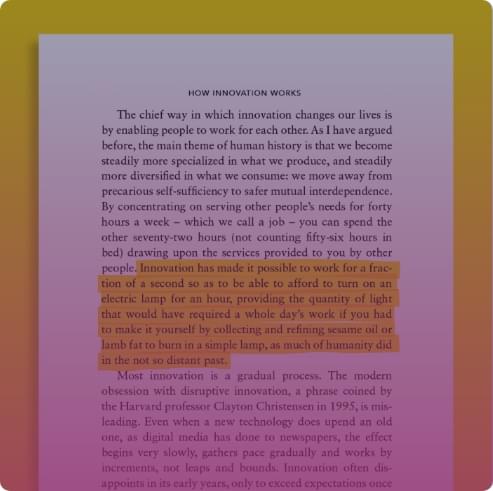 HOW INNOVATION WORKS
The chief way in which innovation changes our lives is
by enabling people to work for each other. As I have argued
before, the main theme of human history is that we become
steadily more specialized in what we produce, and steadily
more diversified in what we consume: we move away from
precarious self-sufficiency to safer mutual interdependence.
By concentrating on serving other people's needs for forty
hours a week – which we call a job – you can spend the
other seventy-two hours (not counting fifty-six hours in
bed) drawing upon the services provided to you by other
people. Innovation has made it possible to work for a frac-
tion of a second so as to be able to afford to turn on an
electric lamp for an hour, providing the quantity of light
that would have required a whole day's work if you had
to make it yourself by collecting and refining sesame oil or
lamb fat to burn in a simple lamp, as much of humanity did
in the not so distant past.
Most innovation is a gradual process. The modern
obsession with disruptive innovation, a phrase coined by
the Harvard professor Clayton Christensen in 1995, is mis-
leading. Even when a new technology does upend an old
one, as digital media has done to newspapers, the effect
begins very slowly, gathers pace gradually and works by
increments, not leaps and bounds. Innovation often dis-
appoints in its early years, only to exceed expectations once